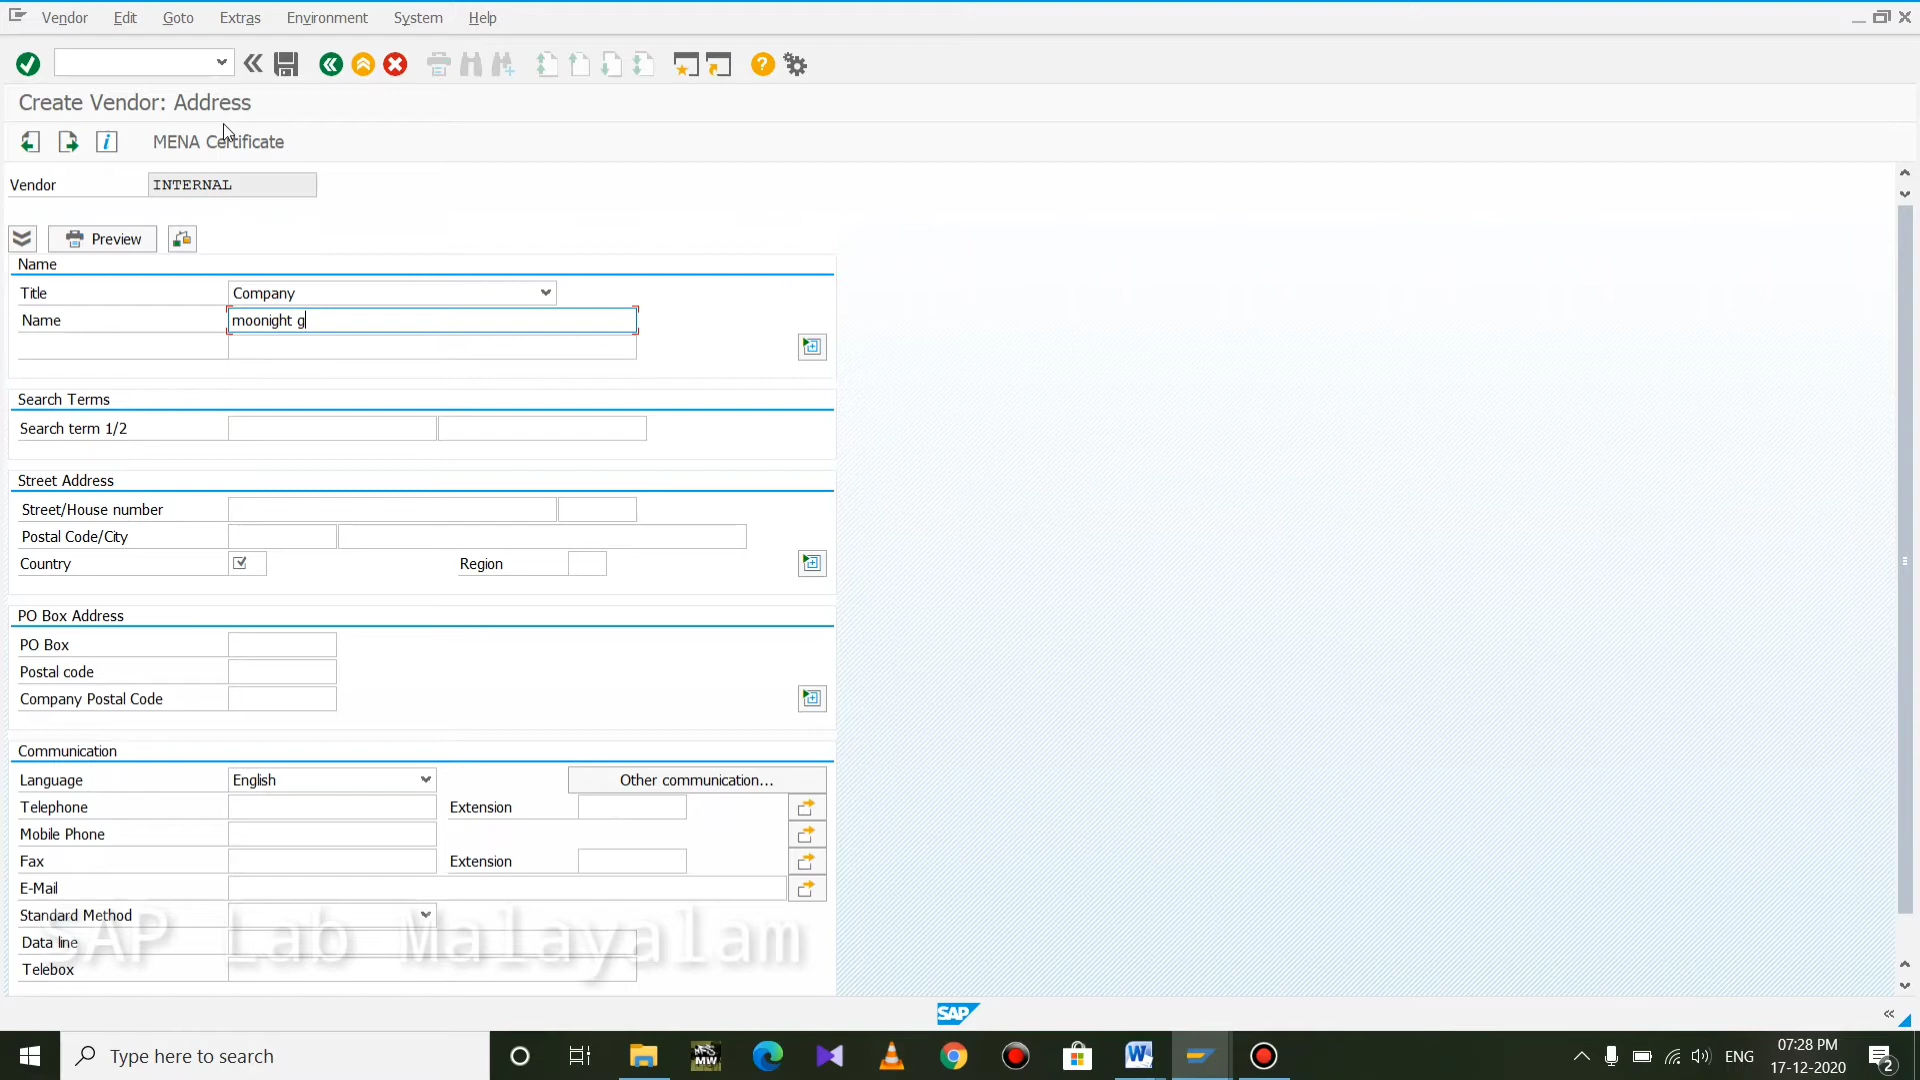 Vendor Edit Goto Extras Environment System Help
Create Vendor: Address
MENA Certificate
Vendor INTERNAL
Preview
Name
Title Company
Name moonight g
Search Terms
Search term 1/2
Street Address
Street/House number
Postal Code/City
Country Region
PO Box Address
PO Box
Postal code
Company Postal Code
Communication
Language English Other communication...
Telephone Extension
Mobile Phone
Fax Extension
E-Mail
Standard Method
SAP Lab Malayalam
Data line
Telebox
SAP
Type here to search
MW
ENG
07:28 PM
17-12-2020
2